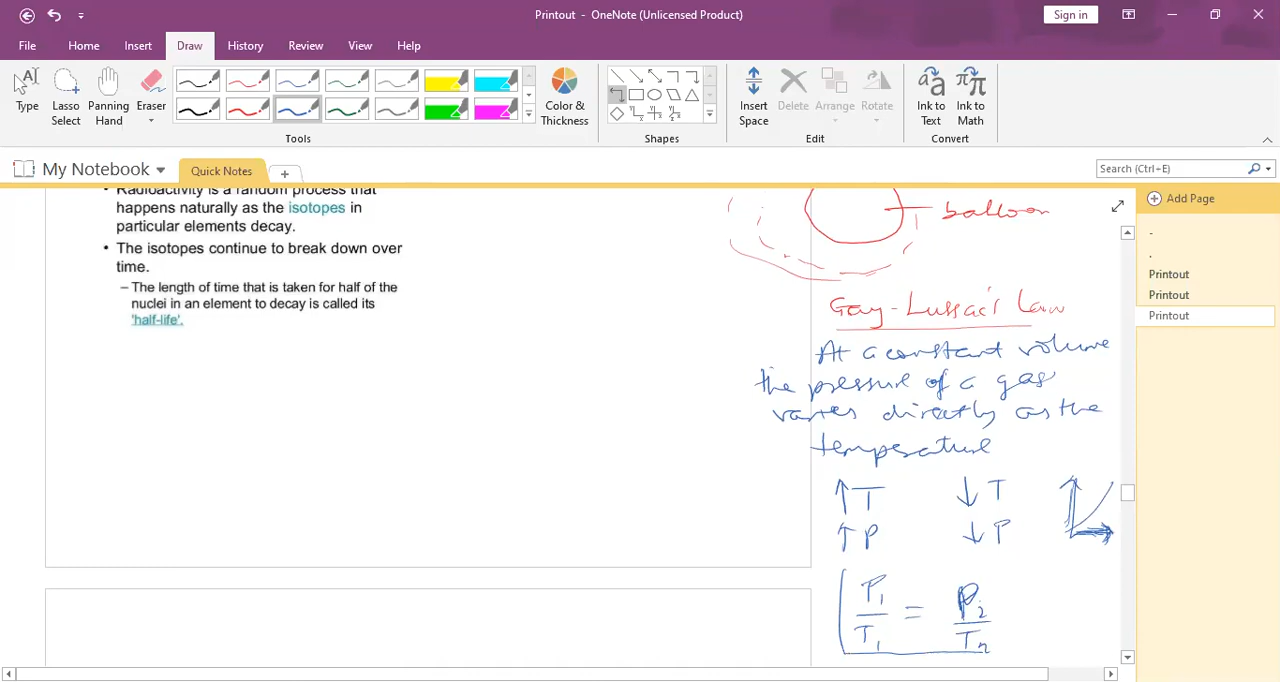 Printout - OneNote (Unlicensed Product)
Sign in
File Home Insert Draw History Review View Help
Type
Lasso Select
Panning Hand
Eraser
Color & Thickness
Insert Space
Delete
Arrange
Rotate
Ink to Text
Ink to Math
Tools
Shapes
Edit
Convert
My Notebook
Quick Notes
Search (Ctrl+E)
Add Page
-
.
Printout
Printout
Printout
• Radioactivity is a random process that
happens naturally as the isotopes in
particular elements decay.
• The isotopes continue to break down over
time.
– The length of time that is taken for half of the
nuclei in an element to decay is called its
'half-life'.
balloon
Gay-Lussac's Law
At a constant volume
the pressure of a gas
varies directly as the
temperature
↑ T ↓ T
↑ P ↓ P
P1 = P2
T1 T2